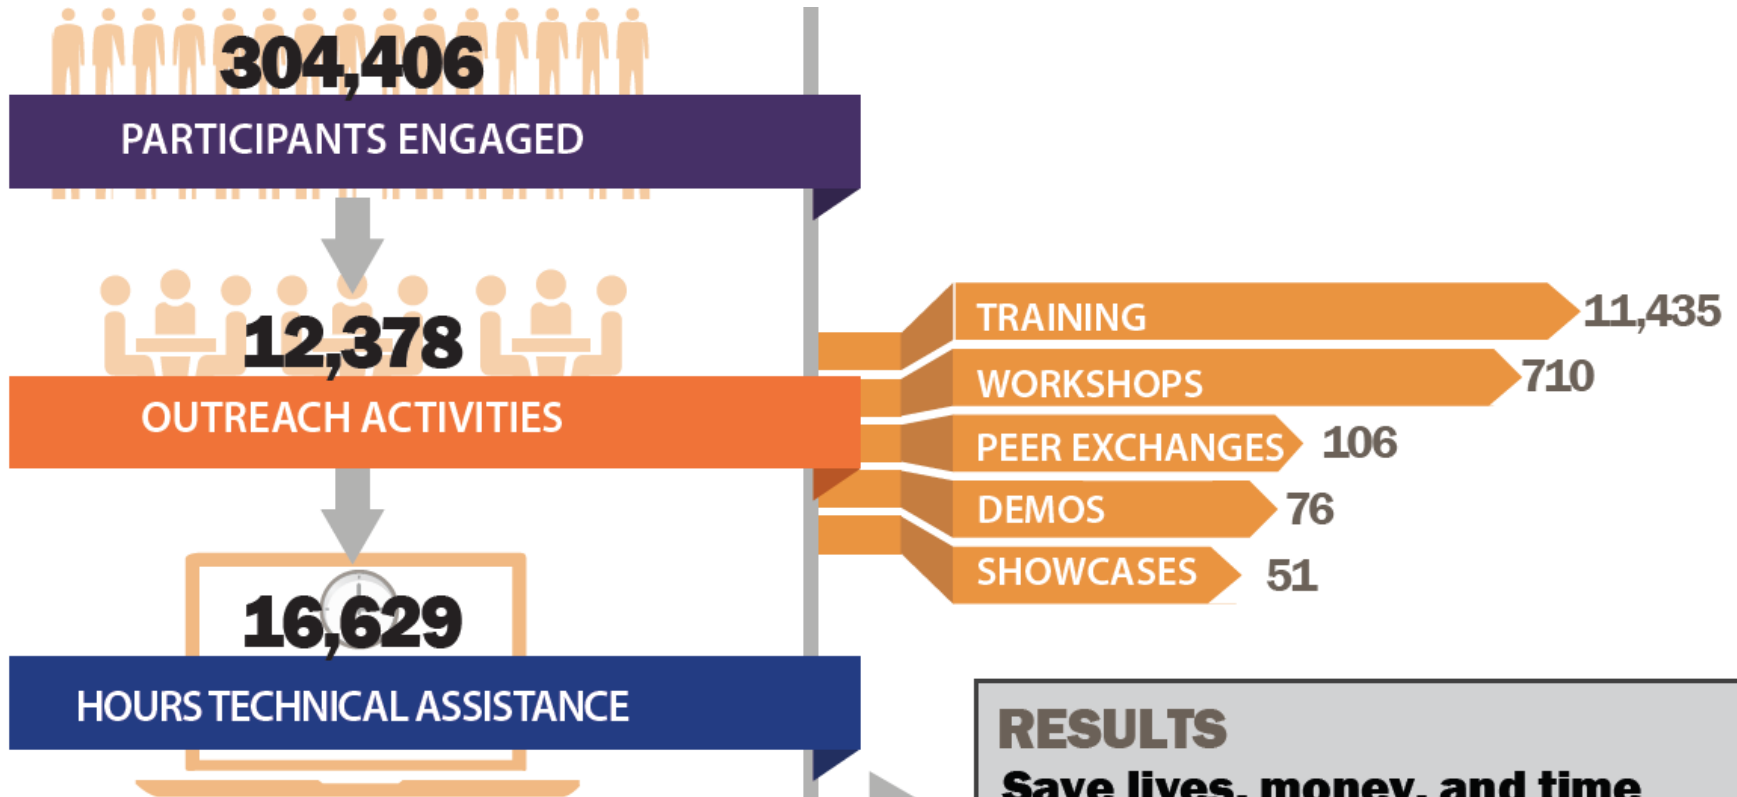 304,406
PARTICIPANTS ENGAGED
12,378
OUTREACH ACTIVITIES
TRAINING 11,435
WORKSHOPS 710
PEER EXCHANGES 106
DEMOS 76
SHOWCASES 51
16,629
HOURS TECHNICAL ASSISTANCE
RESULTS
Save lives, money, and time